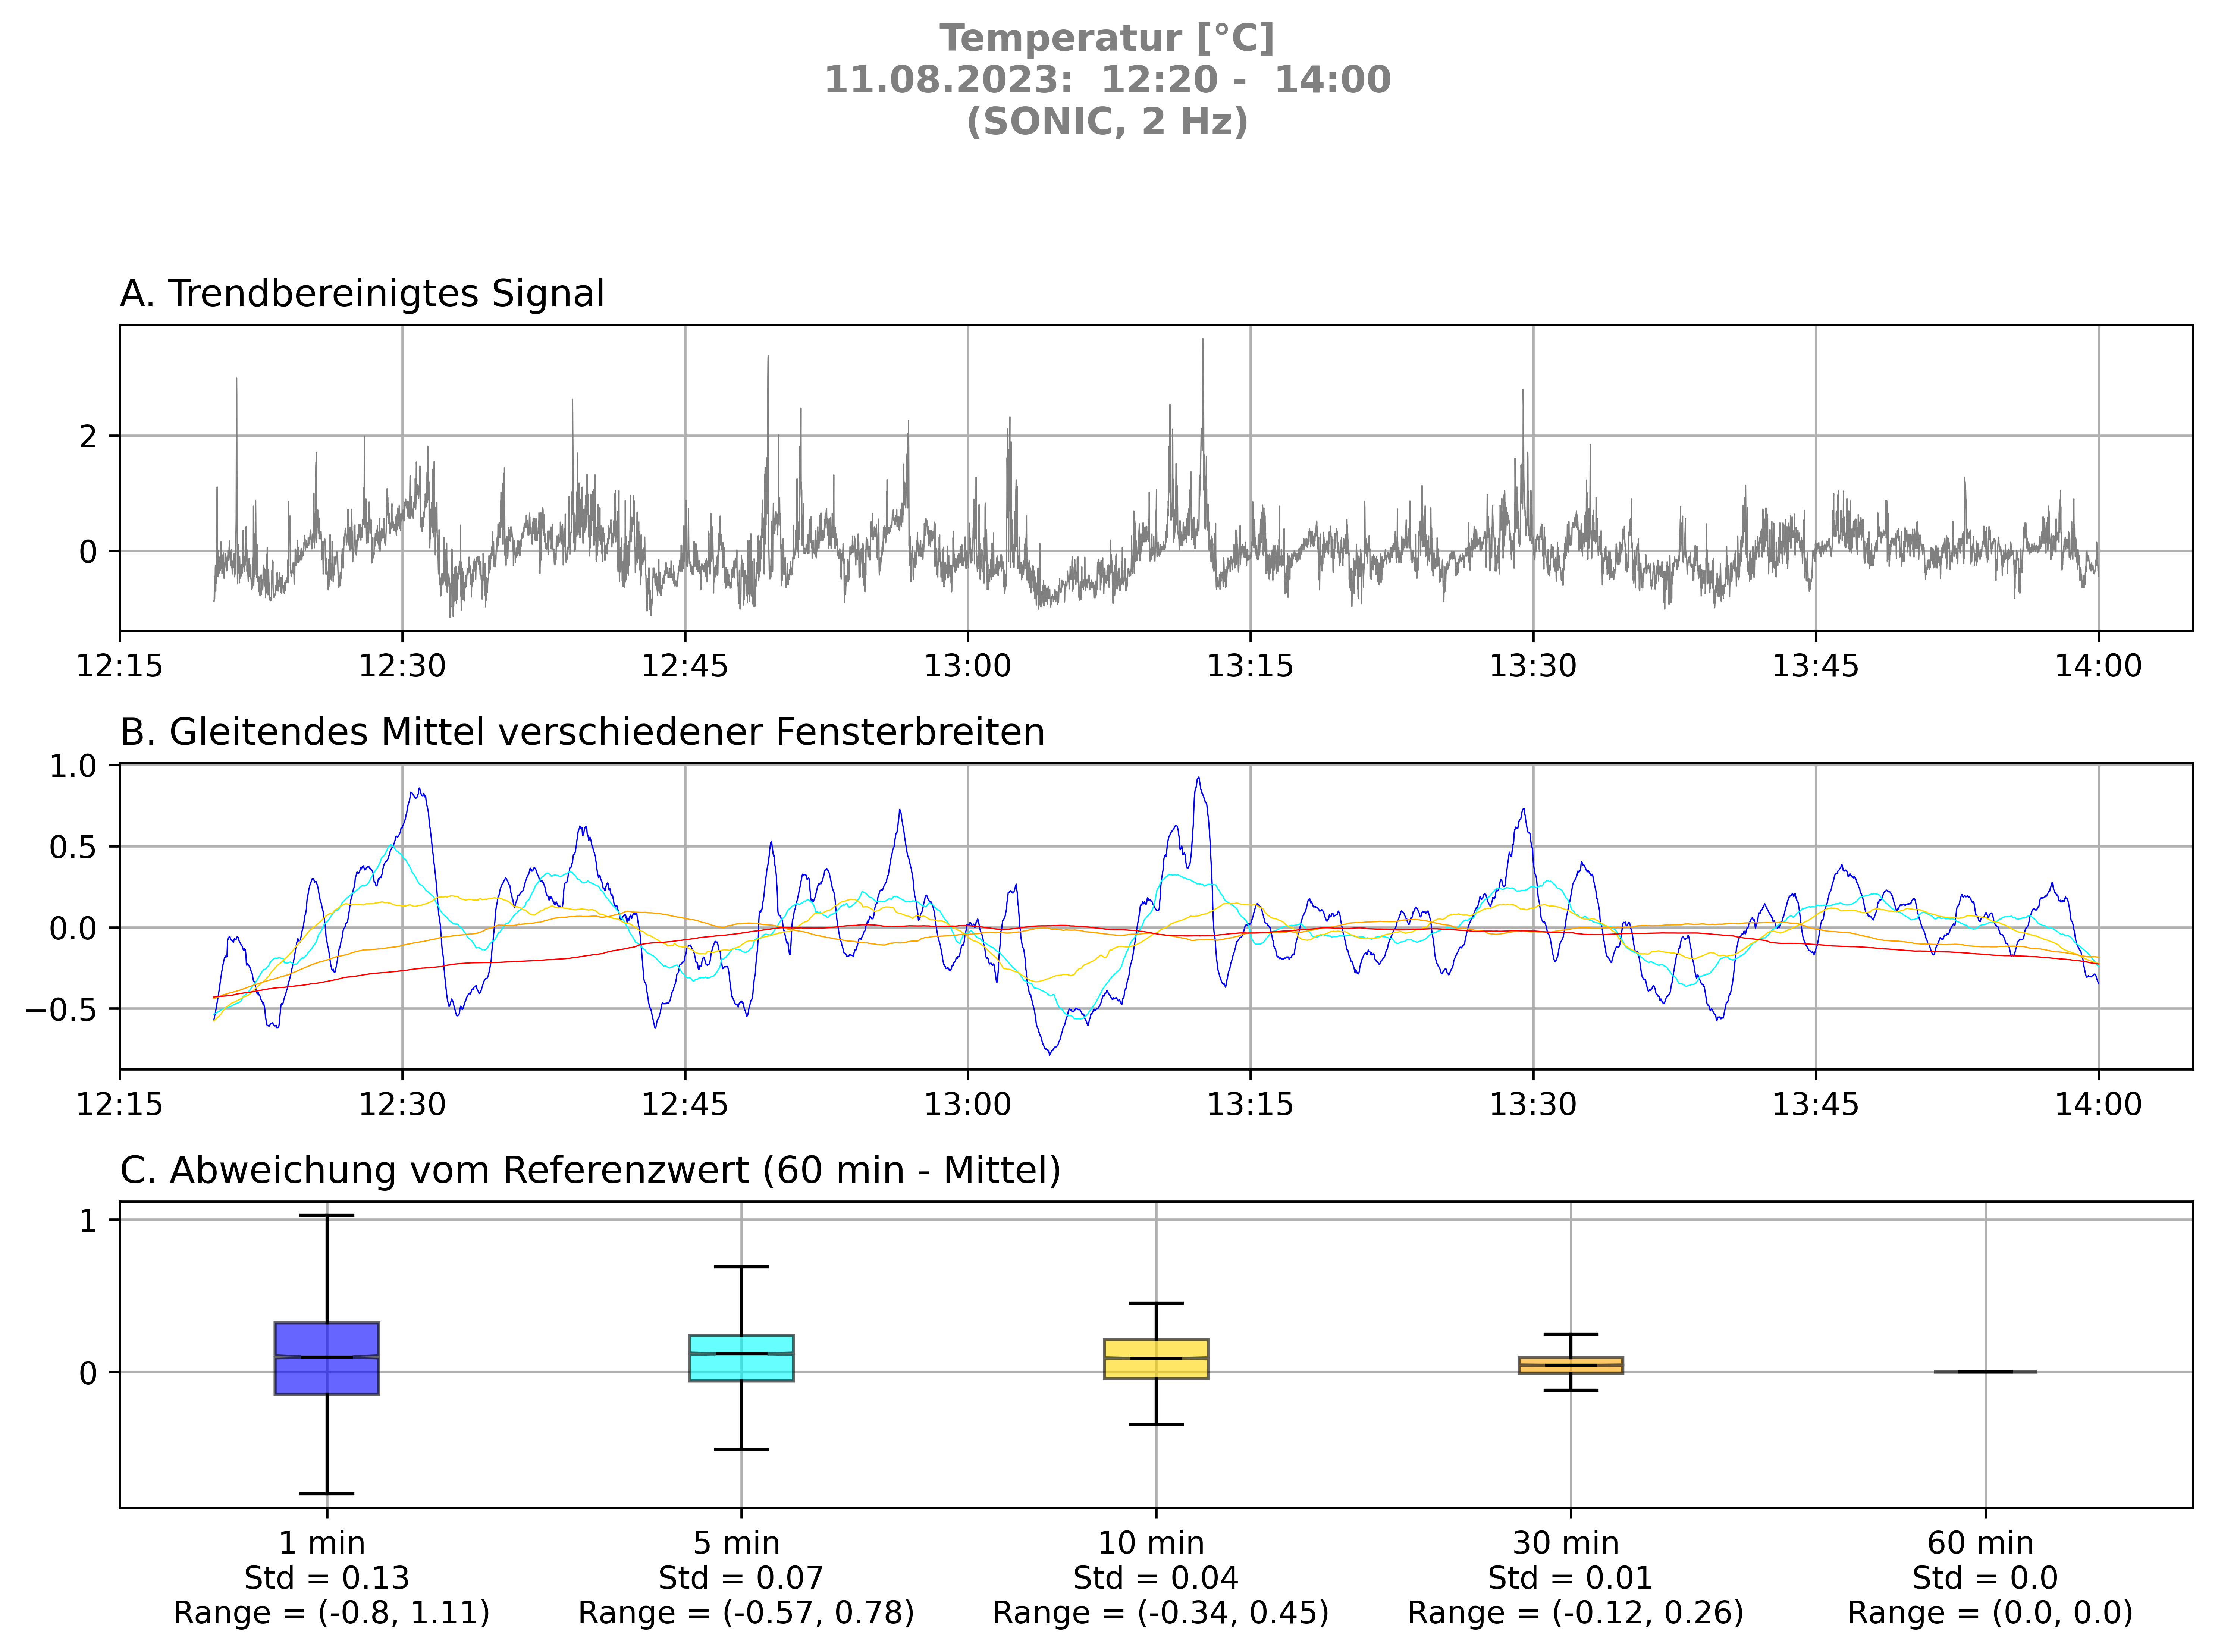 Temperatur [°C]
11.08.2023:  12:20 -  14:00
(SONIC, 2 Hz)
A. Trendbereinigtes Signal
2
0
12:15 12:30 12:45 13:00 13:15 13:30 13:45 14:00
B. Gleitendes Mittel verschiedener Fensterbreiten
1.0
0.5
0.0
−0.5
12:15 12:30 12:45 13:00 13:15 13:30 13:45 14:00
C. Abweichung vom Referenzwert (60 min - Mittel)
1
0
1 min 5 min 10 min 30 min 60 min
Std = 0.13 Std = 0.07 Std = 0.04 Std = 0.01 Std = 0.0
Range = (-0.8, 1.11) Range = (-0.57, 0.78) Range = (-0.34, 0.45) Range = (-0.12, 0.26) Range = (0.0, 0.0)